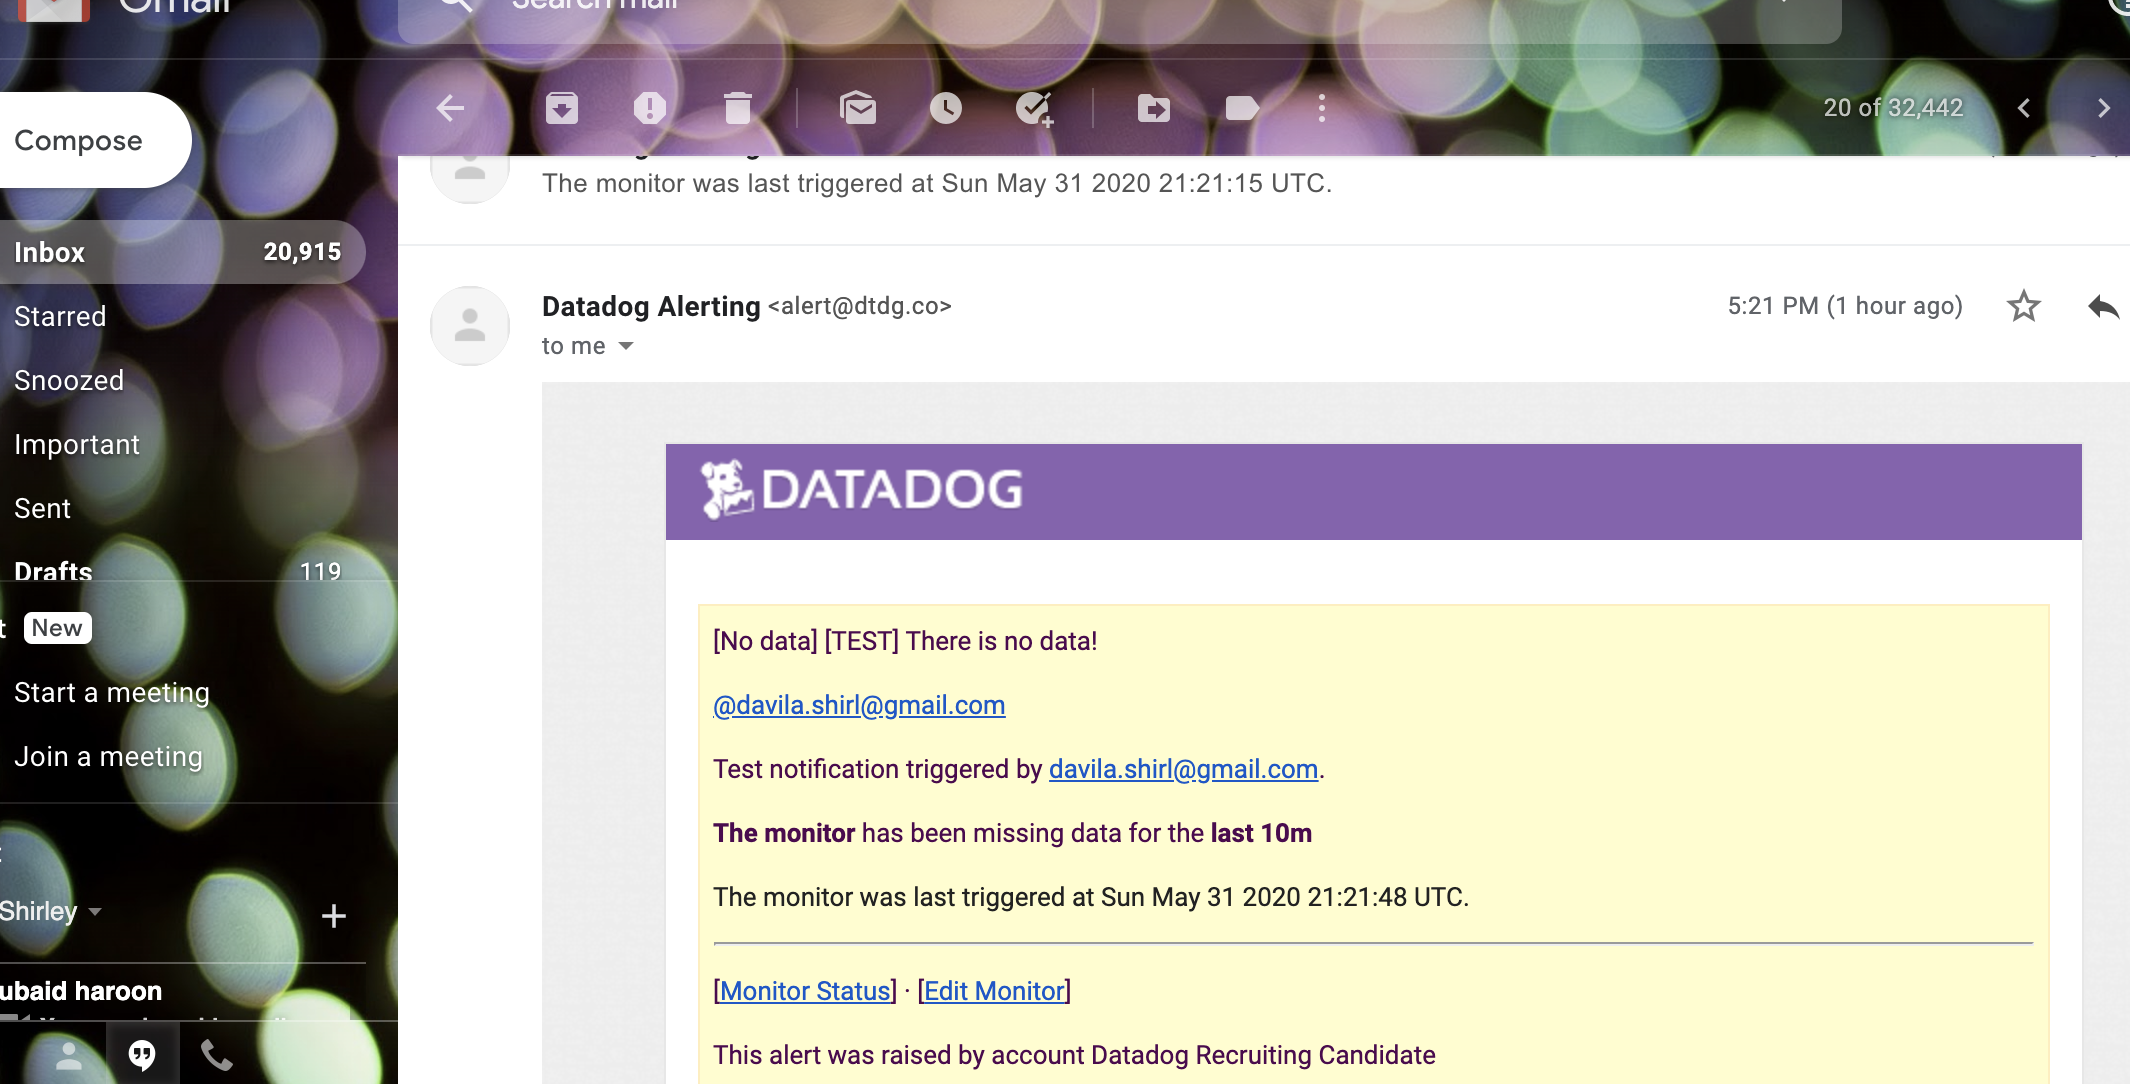 Gmail
Search mail
Compose
20 of 32,442
The monitor was last triggered at Sun May 31 2020 21:21:15 UTC.
Inbox 20,915
Starred
Snoozed
Important
Sent
Drafts 119
New
Start a meeting
Join a meeting
Shirley
ubaid haroon
Datadog Alerting <alert@dtdg.co>
5:21 PM (1 hour ago)
to me
DATADOG
[No data] [TEST] There is no data!
@davila.shirl@gmail.com
Test notification triggered by davila.shirl@gmail.com.
The monitor has been missing data for the last 10m
The monitor was last triggered at Sun May 31 2020 21:21:48 UTC.
[Monitor Status] · [Edit Monitor]
This alert was raised by account Datadog Recruiting Candidate